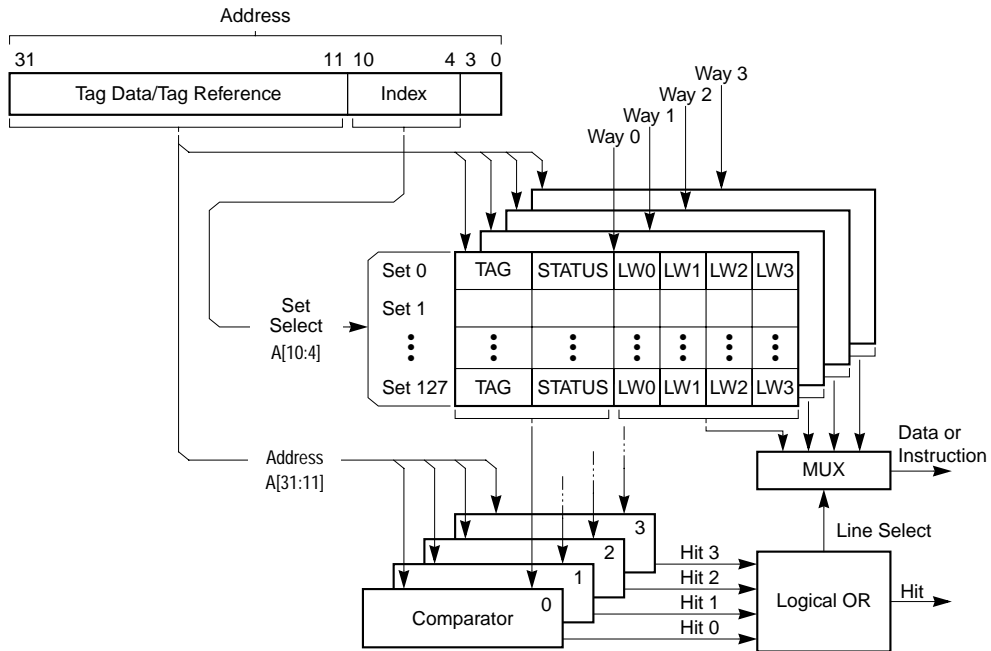 Address
31 11 10 4 3 0
Tag Data/Tag Reference Index
Way 3
Way 2
Way 1
Way 0
Set 0 TAG STATUS LW0 LW1 LW2 LW3
Set 1
Set
Select
A[10:4]
Set 127 TAG STATUS LW0 LW1 LW2 LW3
Address
A[31:11]
MUX
Data or
Instruction
Line Select
3
2
1
0
Comparator
Hit 3
Hit 2
Hit 1
Hit 0
Logical OR
Hit